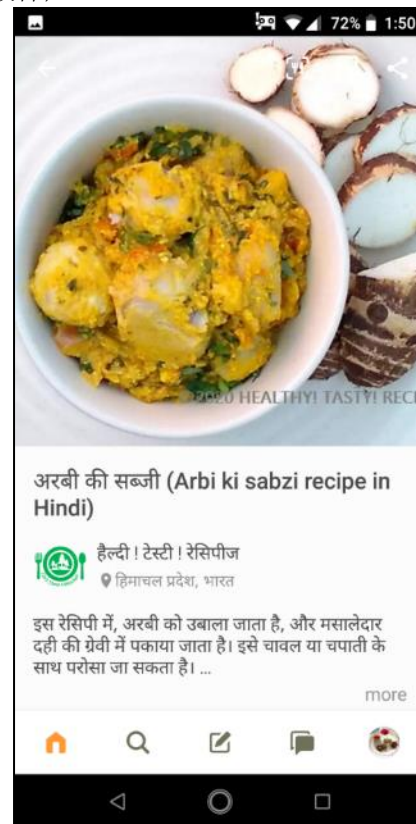 72% 1:50
2020 HEALTHY! TASTY! RECI
अरबी की सब्जी (Arbi ki sabzi recipe in
Hindi)
हैल्दी ! टेस्टी ! रेसिपीज
हिमाचल प्रदेश, भारत
इस रेसिपी में, अरबी को उबाला जाता है, और मसालेदार
दही की ग्रेवी में पकाया जाता है। इसे चावल या चपाती के
साथ परोसा जा सकता है। ...
more